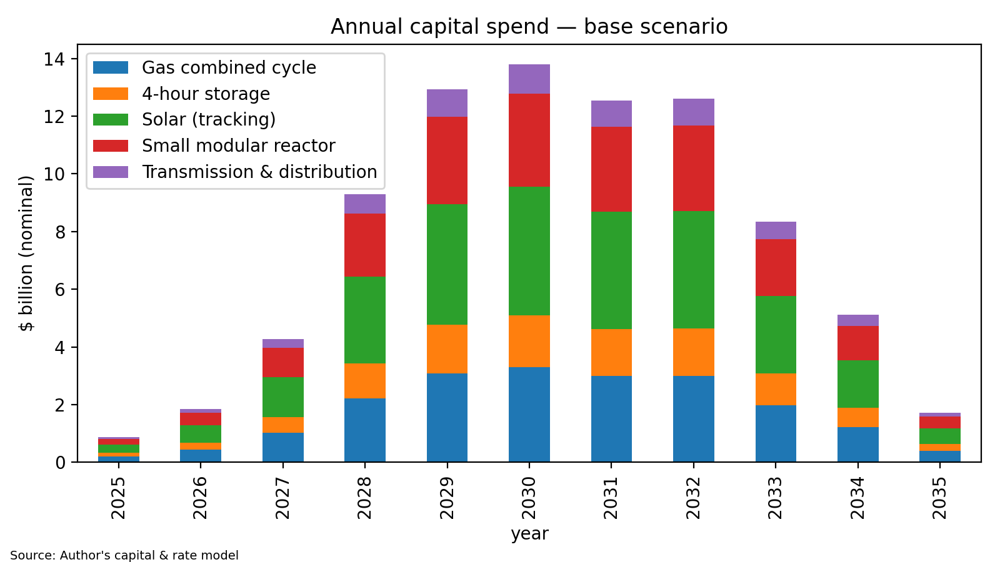 Annual capital spend — base scenario
Gas combined cycle
4-hour storage
Solar (tracking)
Small modular reactor
Transmission & distribution
$ billion (nominal)
14
12
10
8
6
4
2
0
2025 2026 2027 2028 2029 2030 2031 2032 2033 2034 2035
year
Source: Author's capital & rate model